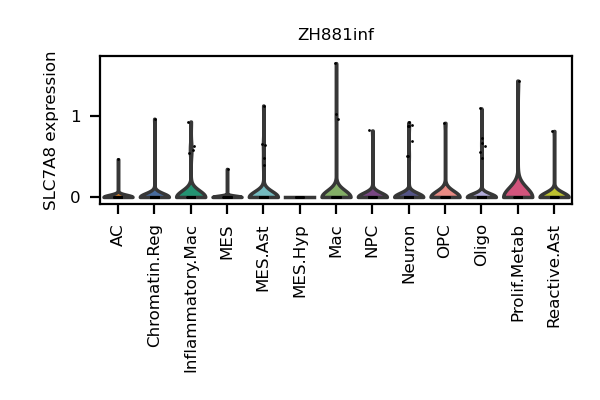 ZH881inf
SLC7A8 expression
1
0
AC
Chromatin.Reg
Inflammatory.Mac
MES
MES.Ast
MES.Hyp
Mac
NPC
Neuron
OPC
Oligo
Prolif.Metab
Reactive.Ast